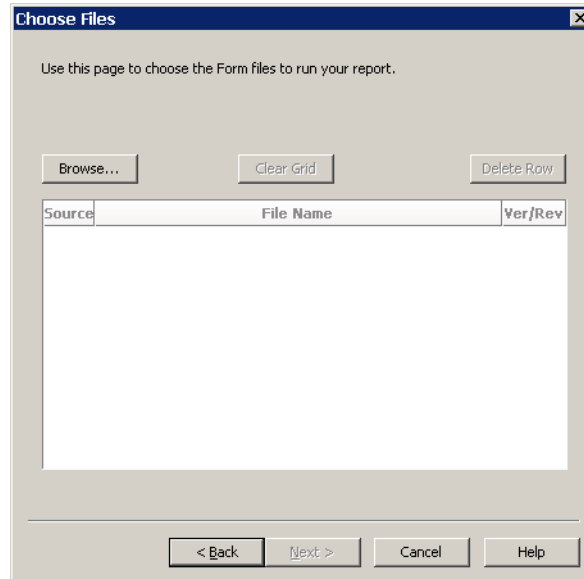 Choose Files
Use this page to choose the Form files to run your report.
Browse... Clear Grid Delete Row
Source File Name Ver/Rev
< Back Next > Cancel Help